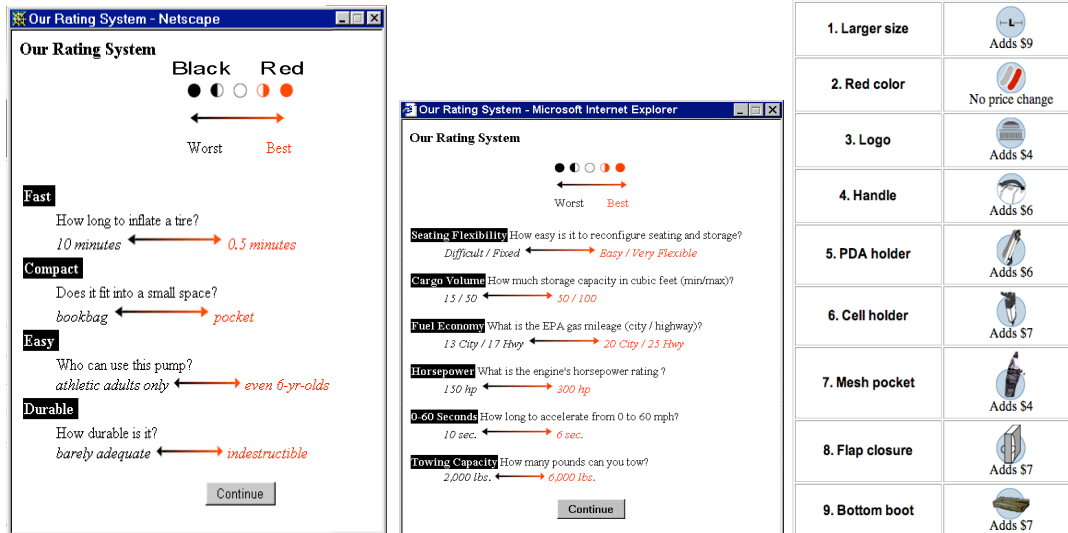 Our Rating System - Netscape
Our Rating System
Black Red
Worst Best
Fast
How long to inflate a tire?
10 minutes 0.5 minutes
Compact
Does it fit into a small space?
bookbag pocket
Easy
Who can use this pump?
athletic adults only even 6-yr-olds
Durable
How durable is it?
barely adequate indestructible
Continue
Our Rating System - Microsoft Internet Explorer
Our Rating System
Worst Best
Seating Flexibility How easy is it to reconfigure seating and storage?
Difficult / Fixed Easy / Very Flexible
Cargo Volume How much storage capacity in cubic feet (min/max)?
15 / 50 50 / 100
Fuel Economy What is the EPA gas mileage (city / highway)?
13 City / 17 Hwy 20 City / 25 Hwy
Horsepower What is the engine's horsepower rating ?
150 hp 300 hp
0-60 Seconds How long to accelerate from 0 to 60 mph?
10 sec. 6 sec.
Towing Capacity How many pounds can you tow?
2,000 lbs. 6,000 lbs.
Continue
1. Larger size L Adds $9
2. Red color No price change
3. Logo Adds $4
4. Handle Adds $6
5. PDA holder Adds $6
6. Cell holder Adds $7
7. Mesh pocket Adds $4
8. Flap closure Adds $7
9. Bottom boot Adds $7